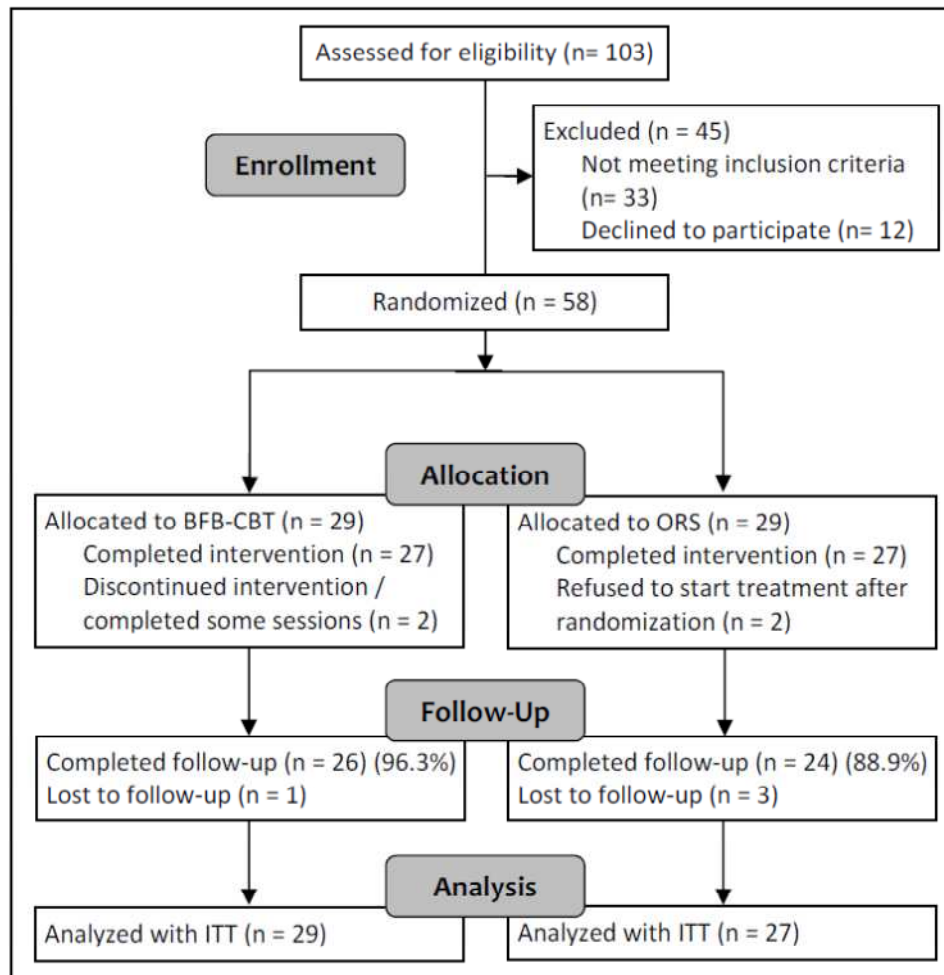 Assessed for eligibility (n= 103)
Enrollment
Excluded (n = 45)
Not meeting inclusion criteria
(n= 33)
Declined to participate (n= 12)
Randomized (n = 58)
Allocation
Allocated to BFB-CBT (n = 29)
Completed intervention (n = 27)
Discontinued intervention /
completed some sessions (n = 2)
Allocated to ORS (n = 29)
Completed intervention (n = 27)
Refused to start treatment after
randomization (n = 2)
Follow-Up
Completed follow-up (n = 26) (96.3%)
Lost to follow-up (n = 1)
Completed follow-up (n = 24) (88.9%)
Lost to follow-up (n = 3)
Analysis
Analyzed with ITT (n = 29)
Analyzed with ITT (n = 27)